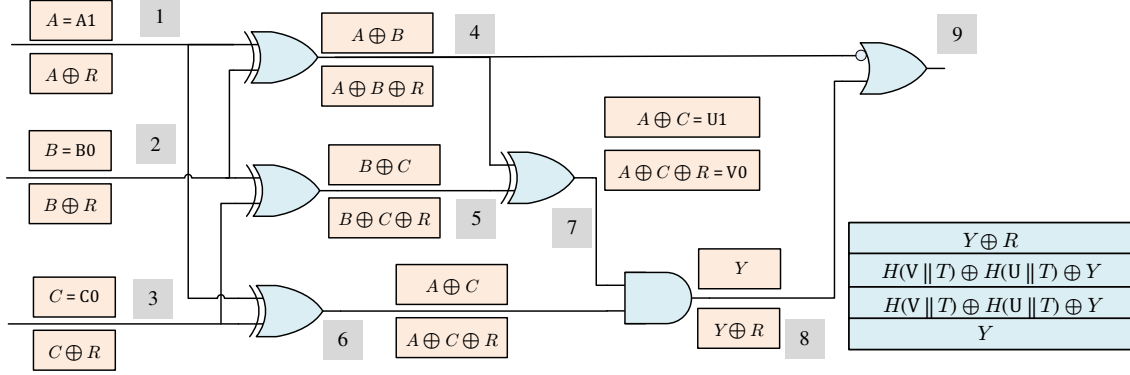 A = A1
1
A ⊕ R
A ⊕ B
4
A ⊕ B ⊕ R
9
B = B0
2
B ⊕ R
B ⊕ C
B ⊕ C ⊕ R
5
A ⊕ C = U1
A ⊕ C ⊕ R = V0
7
C = C0
3
C ⊕ R
A ⊕ C
6
A ⊕ C ⊕ R
Y
Y ⊕ R
8
Y ⊕ R
H(V ∥ T) ⊕ H(U ∥ T) ⊕ Y
H(V ∥ T) ⊕ H(U ∥ T) ⊕ Y
Y